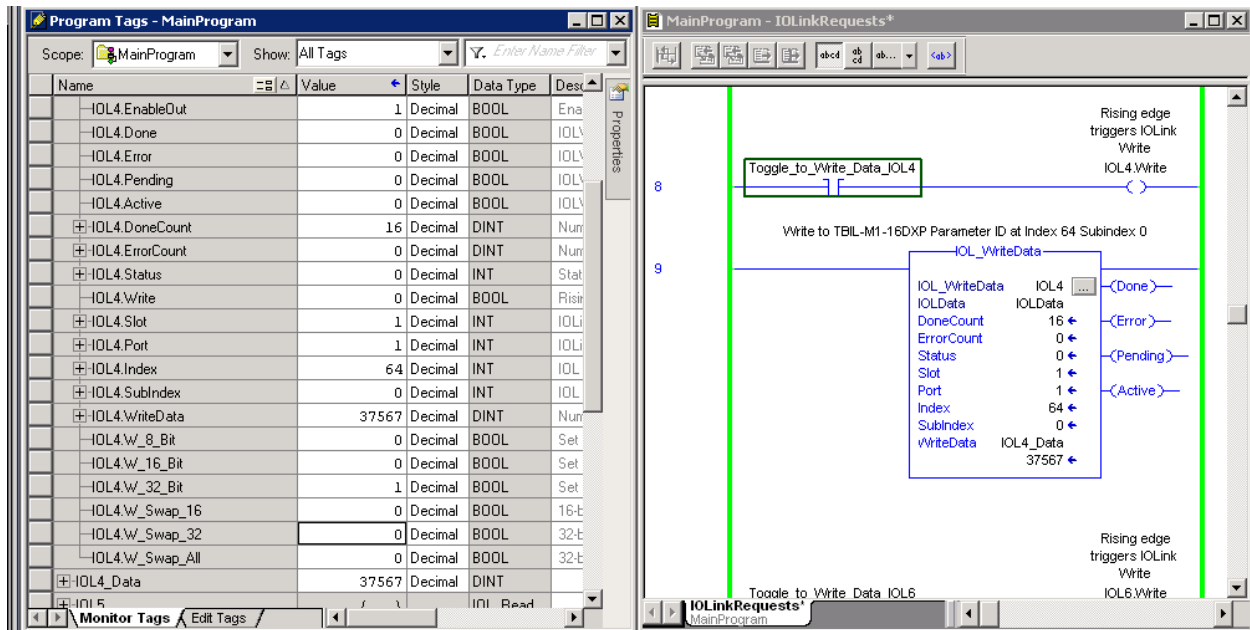 Program Tags - MainProgram
Scope: MainProgram Show: All Tags Enter Name Filter
Name Value Style Data Type Desc
IOL4.EnableOut 1 Decimal BOOL Ena
IOL4.Done 0 Decimal BOOL IOLV
IOL4.Error 0 Decimal BOOL IOLV
IOL4.Pending 0 Decimal BOOL IOLV
IOL4.Active 0 Decimal BOOL IOLV
IOL4.DoneCount 16 Decimal DINT Num
IOL4.ErrorCount 0 Decimal DINT Num
IOL4.Status 0 Decimal INT Stat
IOL4.Write 0 Decimal BOOL Risin
IOL4.Slot 1 Decimal INT IOLi
IOL4.Port 1 Decimal INT IOLi
IOL4.Index 64 Decimal INT IOL
IOL4.SubIndex 0 Decimal INT IOL
IOL4.WriteData 37567 Decimal DINT Num
IOL4.W_8_Bit 0 Decimal BOOL Set
IOL4.W_16_Bit 0 Decimal BOOL Set
IOL4.W_32_Bit 1 Decimal BOOL Set
IOL4.W_Swap_16 0 Decimal BOOL 16-b
IOL4.W_Swap_32 0 Decimal BOOL 32-b
IOL4.W_Swap_All 0 Decimal BOOL 32-b
IOL4_Data 37567 Decimal DINT
IOL5 IOL_Read
Monitor Tags Edit Tags
Properties
MainProgram - IOLinkRequests*
abcd ab cd ab... <ab>
Rising edge
triggers IOLink
Write
Toggle_to_Write_Data_IOL4 IOL4.Write
8
Write to TBIL-M1-16DXP Parameter ID at Index 64 Subindex 0
IOL_WriteData
9
IOL_WriteData IOL4 ... (Done)
IOLData IOLData
DoneCount 16 (Error)
ErrorCount 0
Status 0 (Pending)
Slot 1
Port 1 (Active)
Index 64
SubIndex 0
WriteData IOL4_Data
37567
Rising edge
triggers IOLink
Write
Toggle_to_Write_Data_IOL6 IOL6.Write
IOLinkRequests*
MainProgram